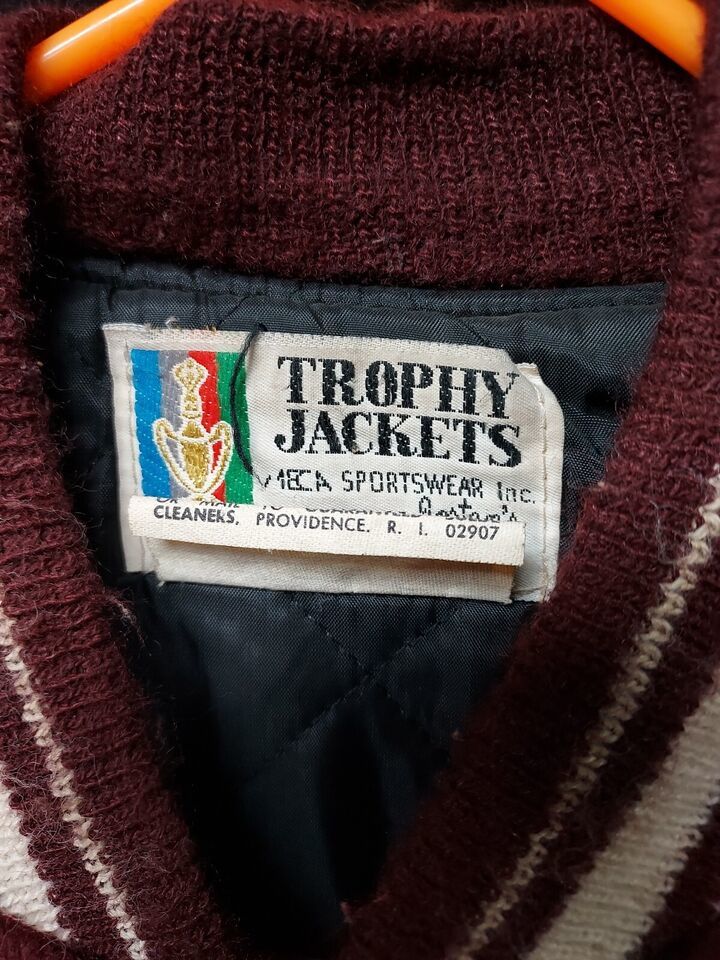 TROPHY
JACKETS
MECA SPORTSWEAR Inc.
CLEANERS, PROVIDENCE, R. I. 02907